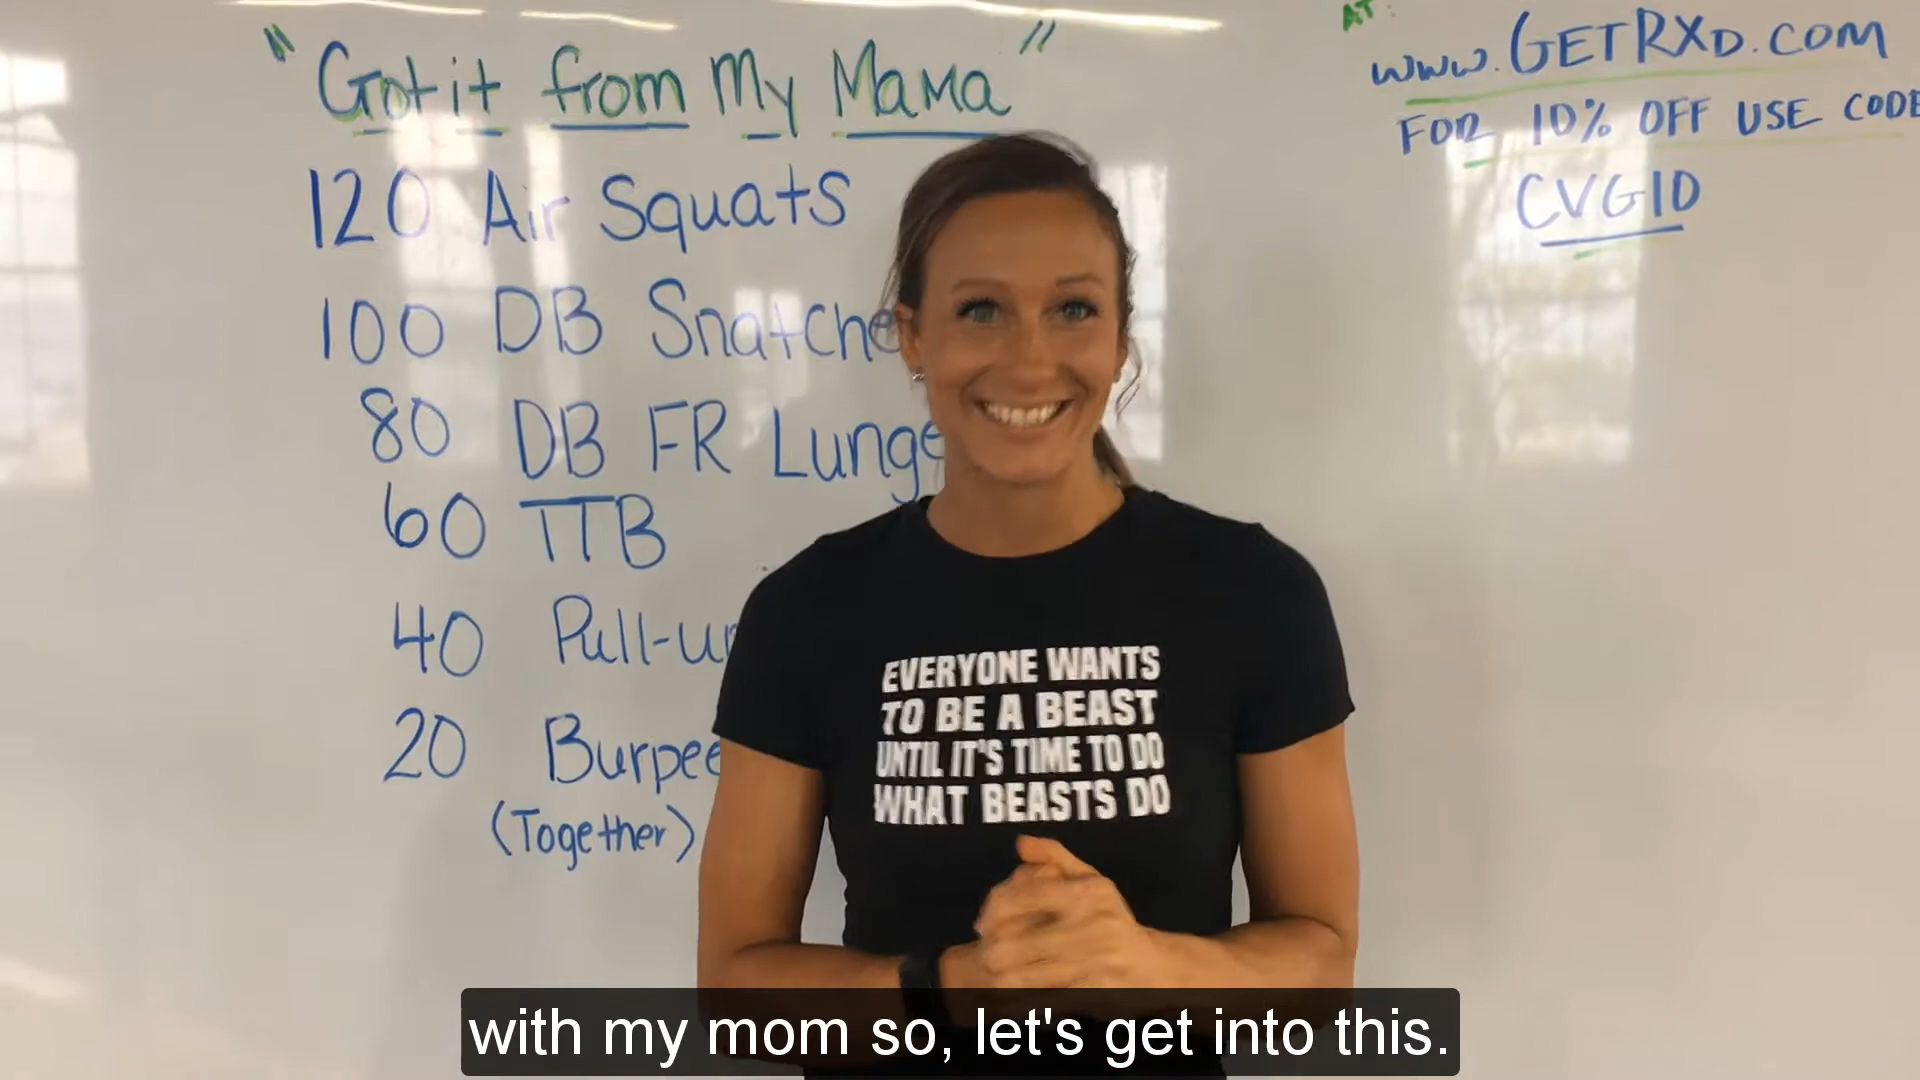 "Got it from My Mama"
120 Air Squats
100 DB Snatche
80 DB FR Lunge
60 TTB
40 Pull-up
20 Burpee
(Together)
AT:
www.GETRXD.COM
FOR 10% OFF USE CODE
CVG10
EVERYONE WANTS
TO BE A BEAST
UNTIL IT'S TIME TO DO
WHAT BEASTS DO
with my mom so, let's get into this.